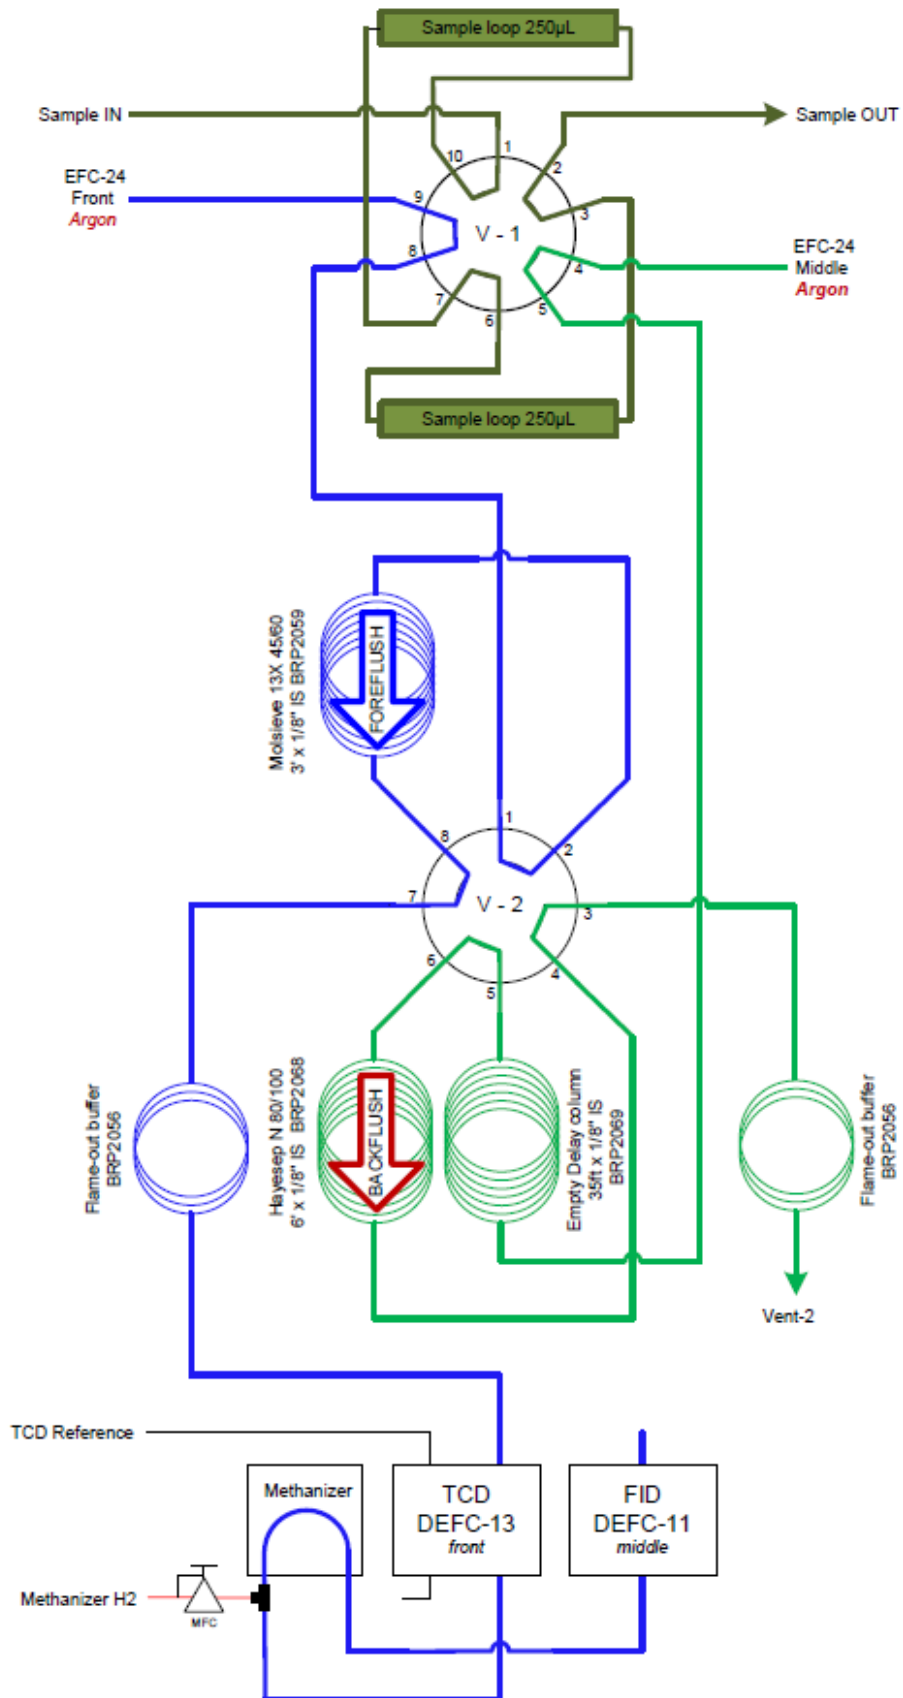 Sample loop 250µL
Sample IN
Sample OUT
EFC-24
Front
Argon
10
1
2
9
3
V - 1
8
4
7
6
5
EFC-24
Middle
Argon
Sample loop 250µL
Molsieve 13X 45/60
3' x 1/8" IS BRP2059
FOREFLUSH
8
1
2
7
V - 2
3
6
5
4
Flame-out buffer
BRP2056
Hayesep N 80/100
6' x 1/8" IS BRP2068
BACKFLUSH
Empty Delay column
35ft x 1/8" IS
BRP2069
Flame-out buffer
BRP2056
Vent-2
TCD Reference
Methanizer
TCD
DEFC-13
front
FID
DEFC-11
middle
Methanizer H2
MFC